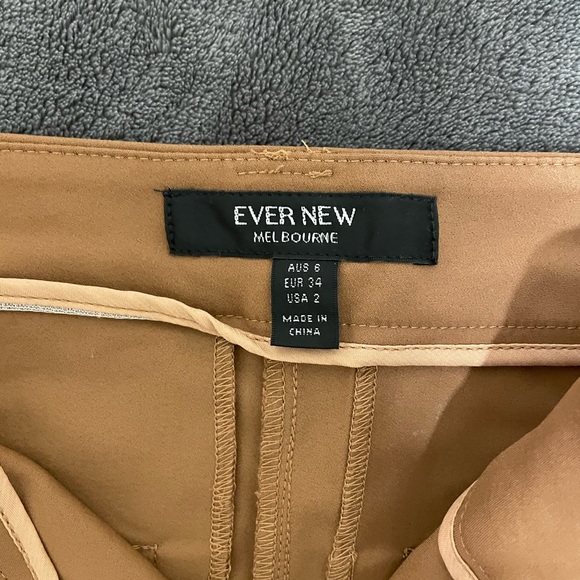 EVER NEW
MELBOURNE
AUS 6
EUR 34
USA 2
MADE IN
CHINA